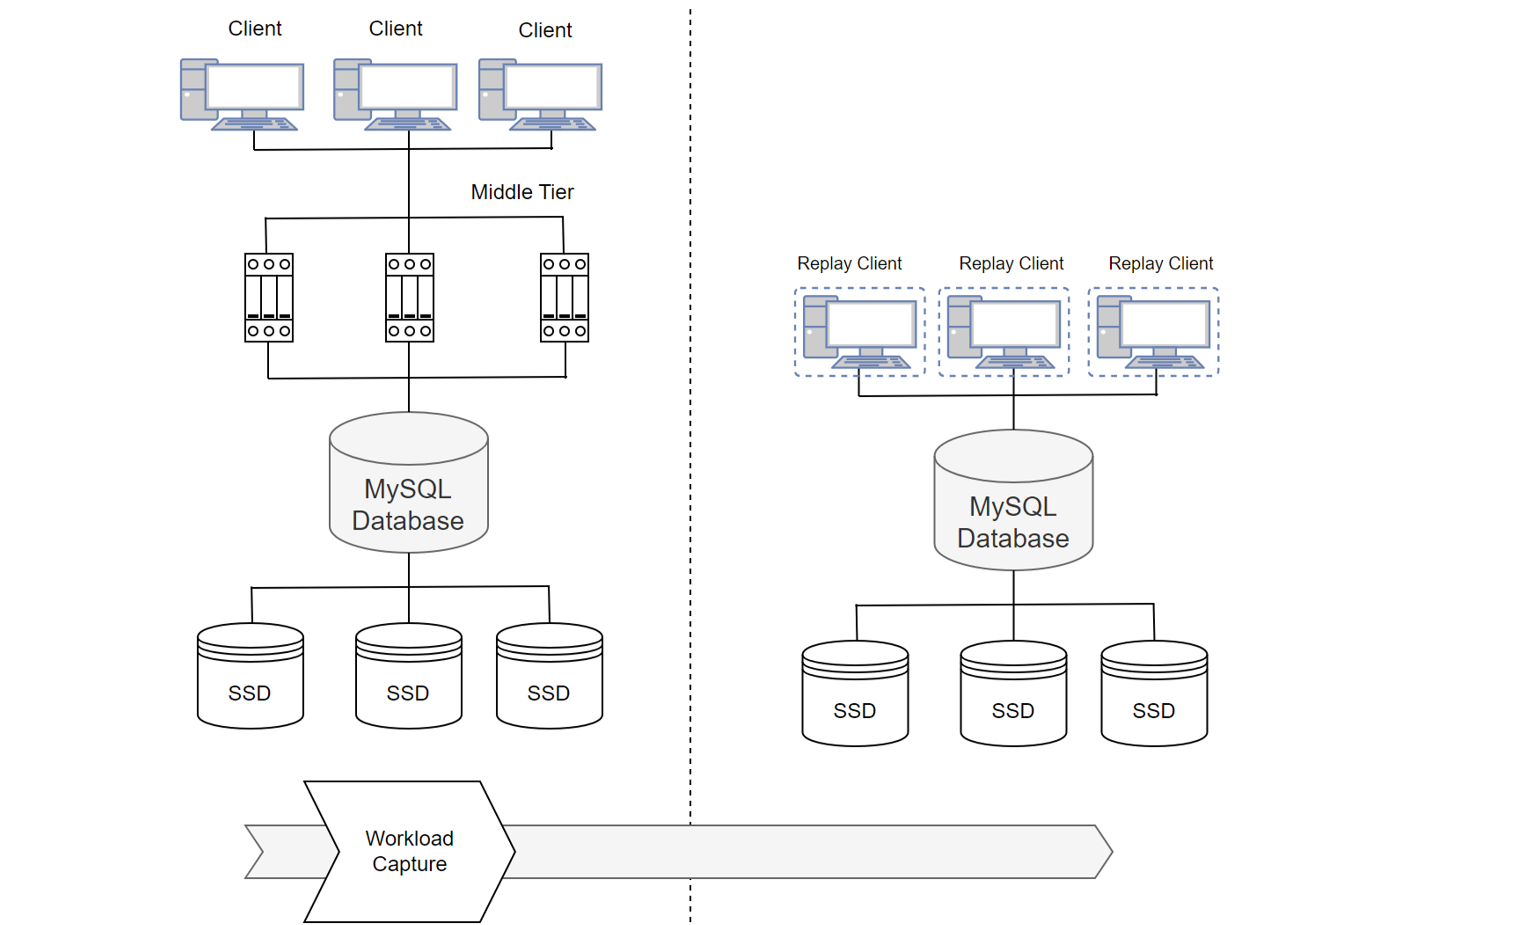 Client
Client
Client
Middle Tier
MySQL
Database
SSD
SSD
SSD
Replay Client
Replay Client
Replay Client
MySQL
Database
SSD
SSD
SSD
Workload
Capture